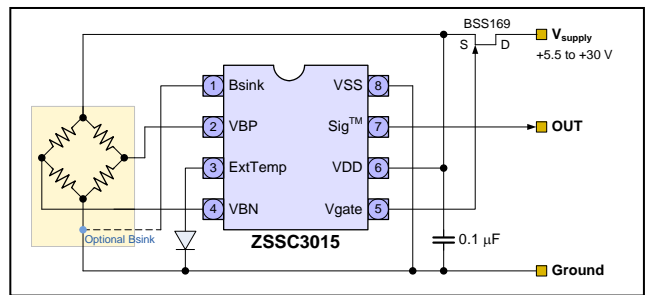 BSS169
S D
Vsupply
+5.5 to +30 V
1 Bsink VSS 8
2 VBP Sig™ 7 OUT
3 ExtTemp VDD 6
4 VBN Vgate 5
Optional Bsink
ZSSC3015
0.1 µF
Ground